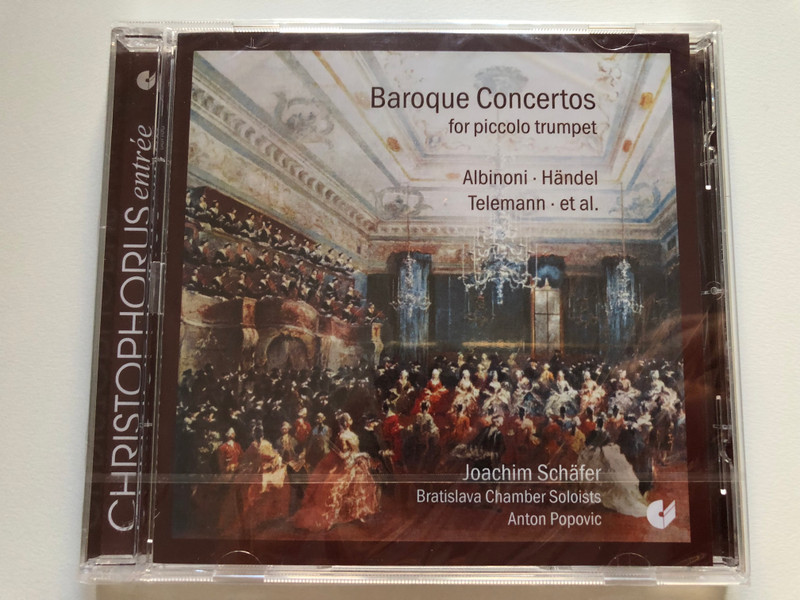 CHRISTOPHORUS entrée
Baroque Concertos
for piccolo trumpet
Albinoni · Händel
Telemann · et al.
Joachim Schäfer
Bratislava Chamber Soloists
Anton Popovic